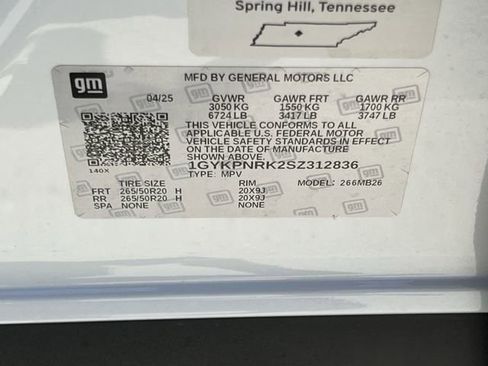 Spring Hill, Tennessee
gm
MFD BY GENERAL MOTORS LLC
04/25 GVWR GAWR FRT GAWR RR
3050 KG 1550 KG 1700 KG
6724 LB 3417 LB 3747 LB
THIS VEHICLE CONFORMS TO ALL
APPLICABLE U.S. FEDERAL MOTOR
VEHICLE SAFETY STANDARDS IN EFFECT
ON THE DATE OF MANUFACTURE
SHOWN ABOVE.
140X
1GYKPNRK2SZ312836
TYPE: MPV MODEL: 266MB26
TIRE SIZE RIM
FRT 265/50R20 H 20X9J
RR 265/50R20 H 20X9J
SPA NONE NONE